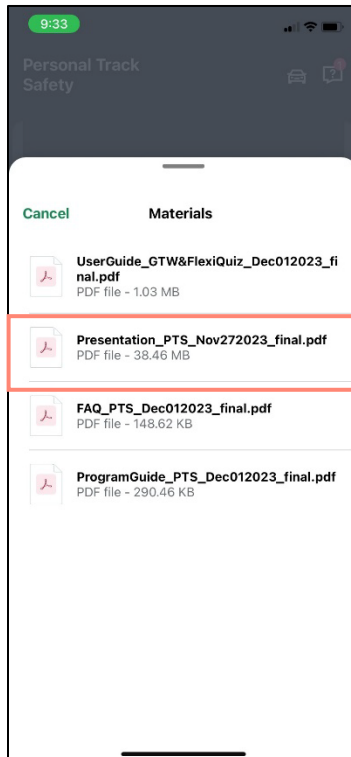 9:33
Personal Track
Safety
Cancel
Materials
UserGuide_GTW&FlexiQuiz_Dec012023_fi
nal.pdf
PDF file - 1.03 MB
Presentation_PTS_Nov272023_final.pdf
PDF file - 38.46 MB
FAQ_PTS_Dec012023_final.pdf
PDF file - 148.62 KB
ProgramGuide_PTS_Dec012023_final.pdf
PDF file - 290.46 KB